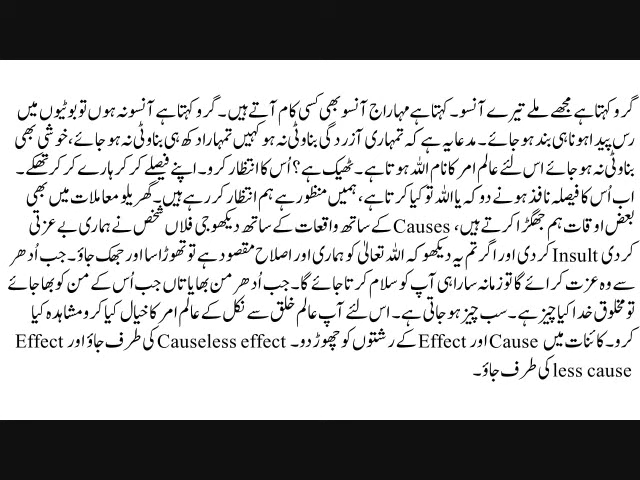 گرو کہتا ہے مجھے ملے تیرے آنسو۔ کہتا ہے مہاراج آنسو بھی کسی کام آتے ہیں۔ گرو کہتا ہے آنسو نہ ہوں تو بوٹیوں میں
رس پیدا ہونا ہی بند ہو جائے۔ مدعا یہ ہے کہ تمہاری آزردگی بناوٹی نہ ہو کہیں تمہارا دکھ ہی بناوٹی نہ ہو جائے، خوشی بھی
بناوٹی نہ ہو جائے اس لئے عالم امر کا نام اللہ ہوتا ہے۔ ٹھیک ہے؟ اُس کا انتظار کرو۔ اپنے فیصلے کر کر ہارے کر کر تھکے۔
اب اُس کا فیصلہ نافذ ہونے دو کہ یا اللہ تو کیا کرتا ہے، ہمیں منظور ہے ہم انتظار کر رہے ہیں۔ گھریلو معاملات میں بھی
بعض اوقات ہم جھگڑا کرتے ہیں، Causes کے ساتھ واقعات کے ساتھ دیکھو جی فلاں شخص نے ہماری بے عزتی
کر دی Insult کر دی اور اگر تم یہ دیکھو کہ اللہ تعالیٰ کو ہماری اور اصلاح مقصود ہے تو تھوڑا سا اور جھک جاؤ۔ جب اُدھر
سے وہ عزت کرائے گا تو زمانہ سارا ہی آپ کو سلام کرتا جائے گا۔ جب اُدھر من بھایا تاں جب اُس کے من کو بھا جائے
تو مخلوق خدا کیا چیز ہے۔ سب چیز ہو جاتی ہے۔ اس لئے آپ عالم خلق سے نکل کے عالم امر کا خیال کیا کرو مشاہدہ کیا
کرو۔ کائنات میں Cause اور Effect کے رشتوں کو چھوڑ دو۔ Causeless effect کی طرف جاؤ اور Effect
less cause کی طرف جاؤ۔